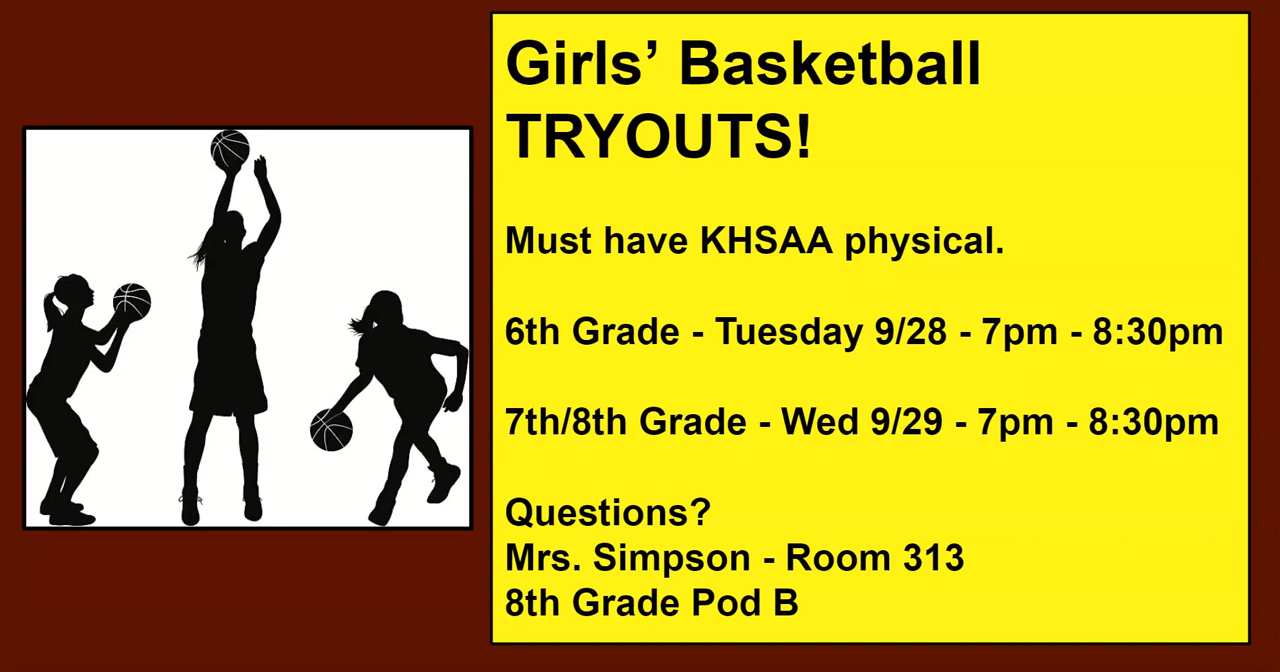 Girls’ Basketball
TRYOUTS!
Must have KHSAA physical.
6th Grade - Tuesday 9/28 - 7pm - 8:30pm
7th/8th Grade - Wed 9/29 - 7pm - 8:30pm
Questions?
Mrs. Simpson - Room 313
8th Grade Pod B